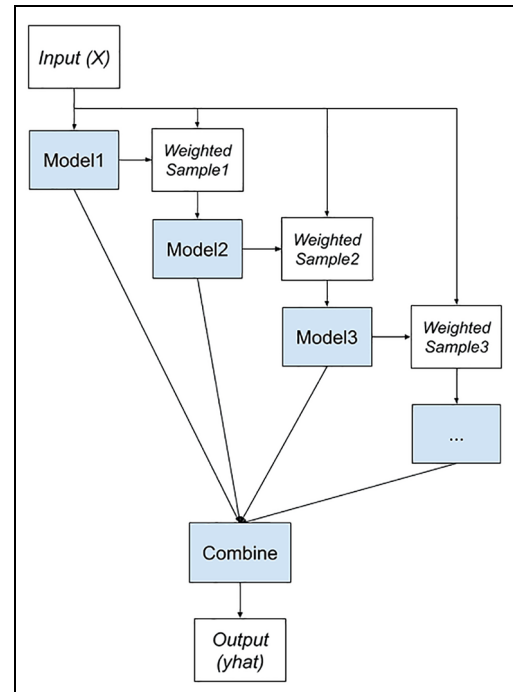 Input (X)
Model1
Weighted
Sample1
Model2
Weighted
Sample2
Model3
Weighted
Sample3
...
Combine
Output
(yhat)